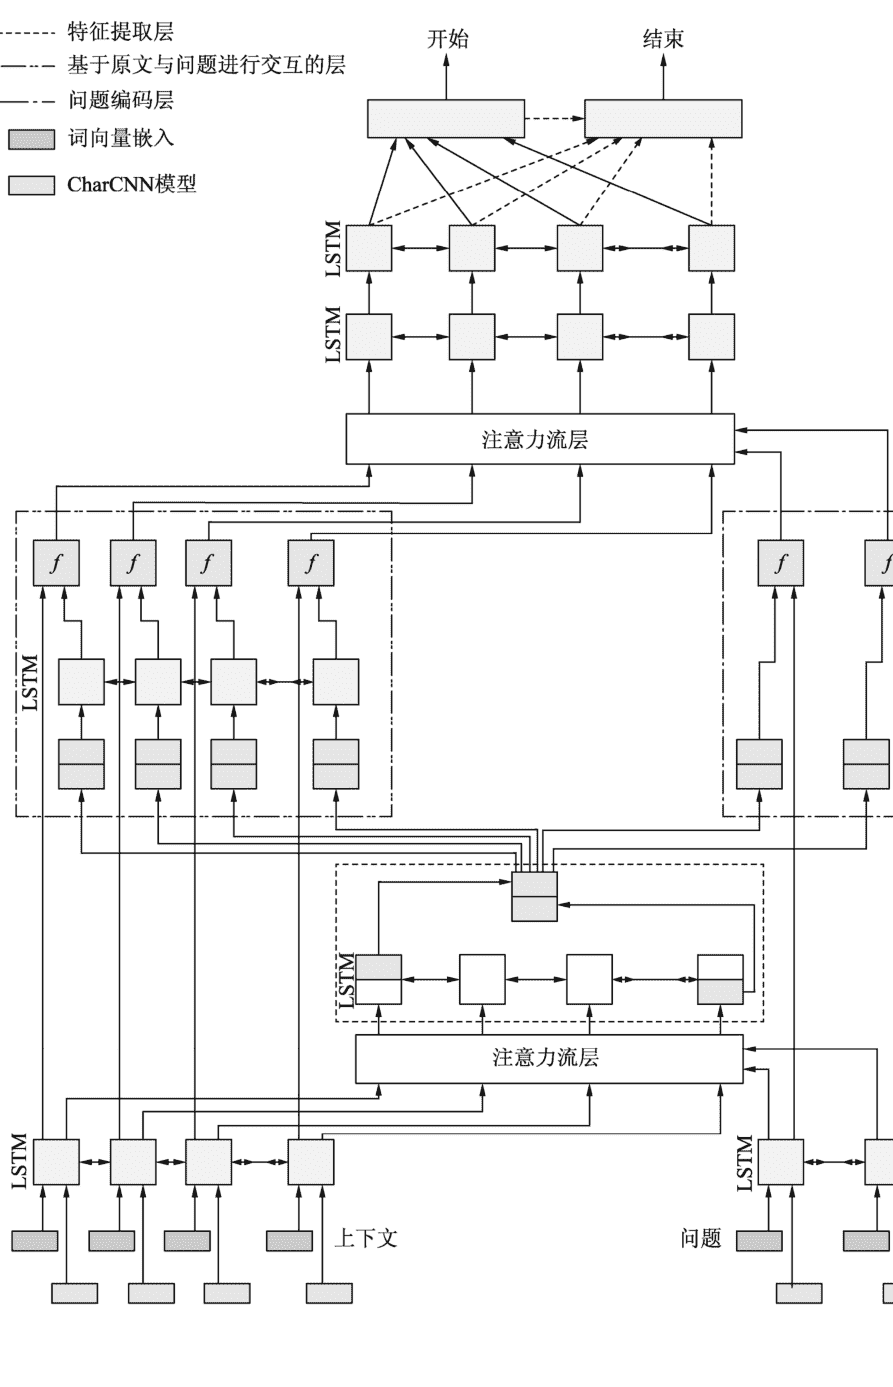 特征提取层
基于原文与问题进行交互的层
问题编码层
词向量嵌入
CharCNN模型
开始
结束
LSTM
LSTM
注意力流层
f
f
f
f
f
f
LSTM
LSTM
注意力流层
LSTM
LSTM
上下文
问题